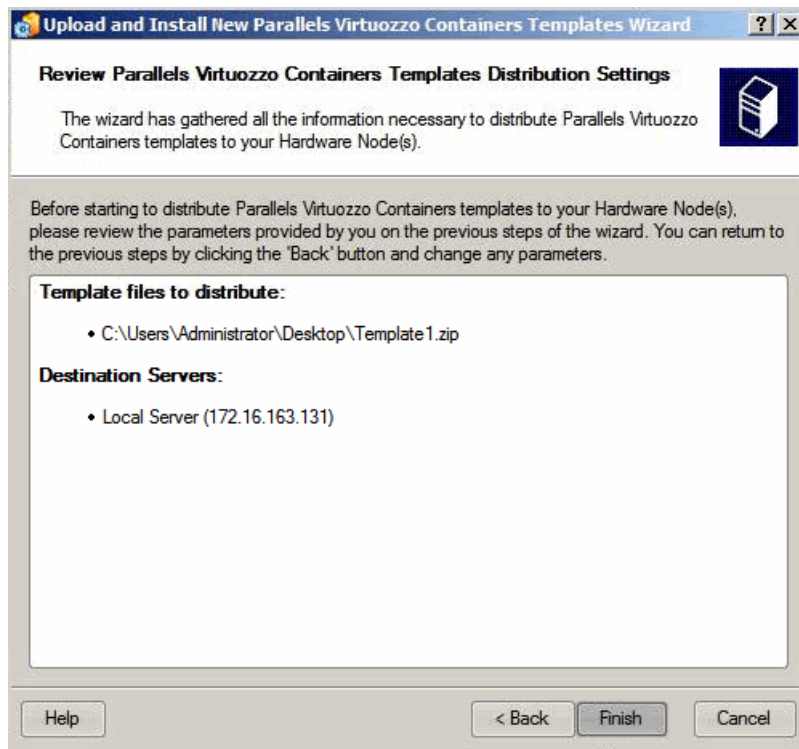 Upload and Install New Parallels Virtuozzo Containers Templates Wizard
Review Parallels Virtuozzo Containers Templates Distribution Settings
The wizard has gathered all the information necessary to distribute Parallels Virtuozzo
Containers templates to your Hardware Node(s).
Before starting to distribute Parallels Virtuozzo Containers templates to your Hardware Node(s),
please review the parameters provided by you on the previous steps of the wizard. You can return to
the previous steps by clicking the 'Back' button and change any parameters.
Template files to distribute:
• C:\Users\Administrator\Desktop\Template1.zip
Destination Servers:
• Local Server (172.16.163.131)
Help < Back Finish Cancel